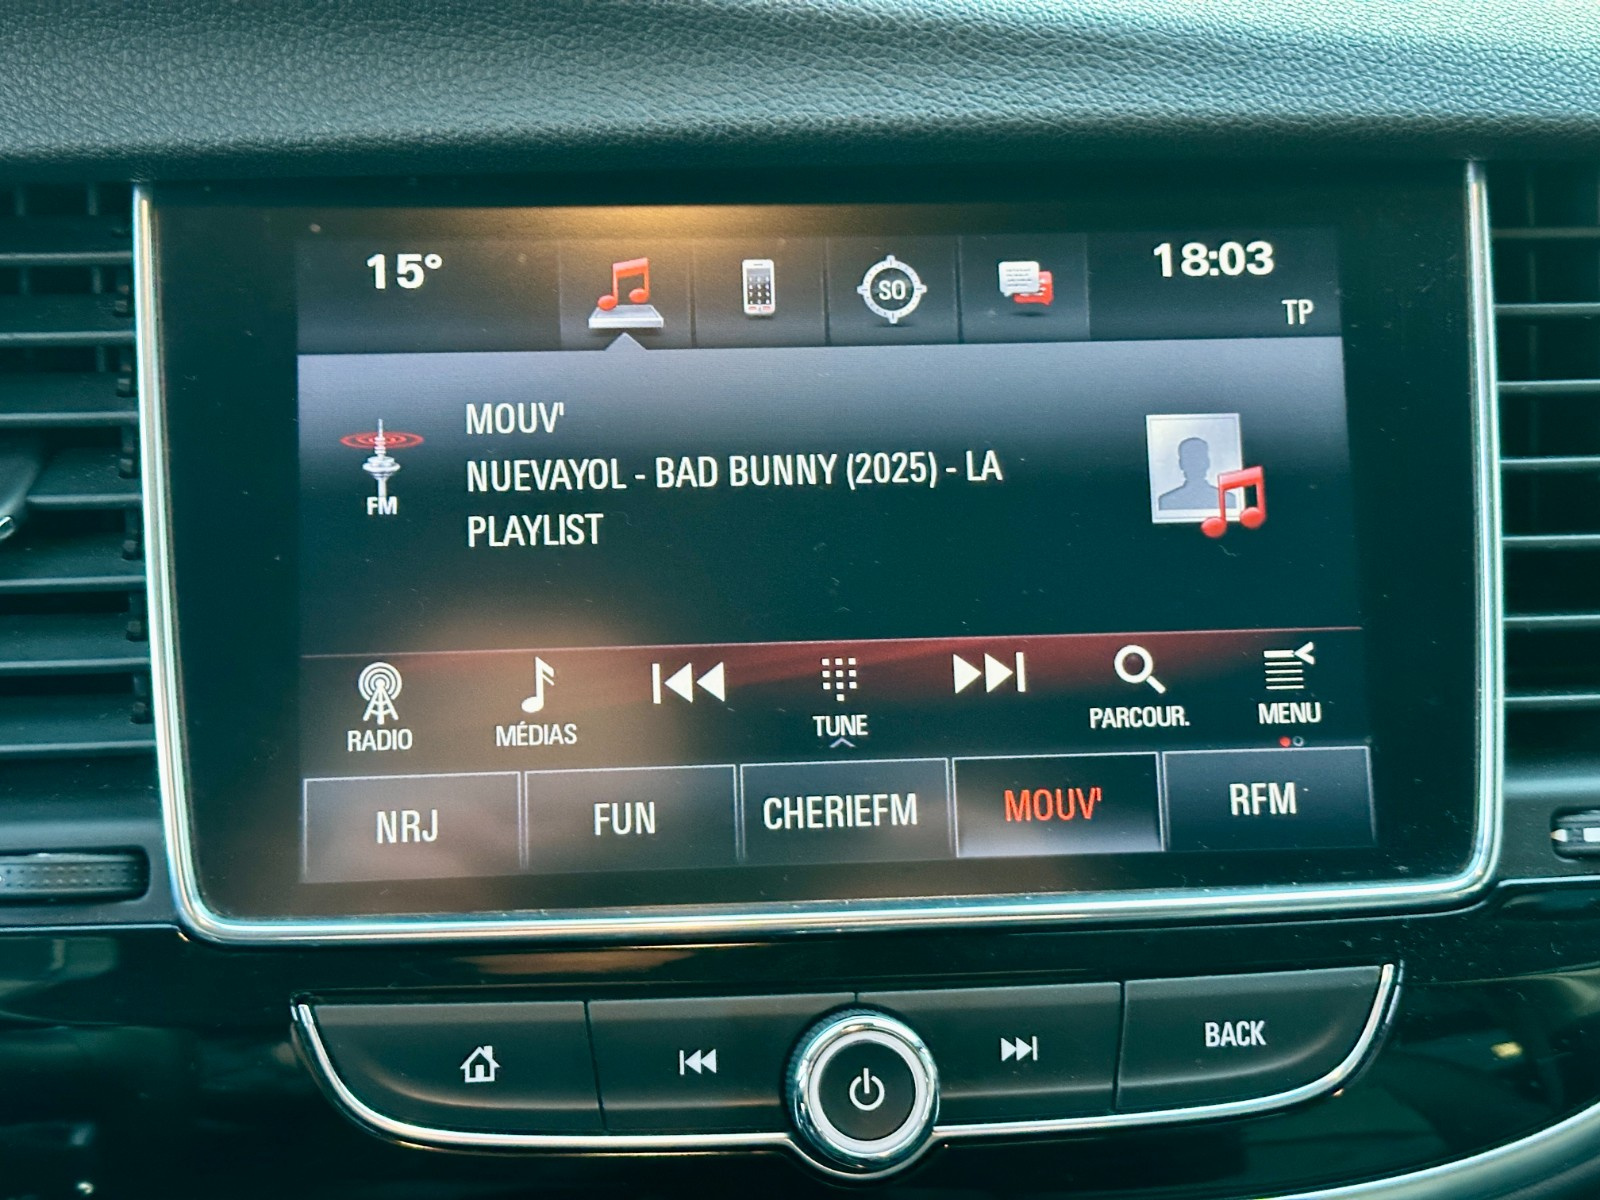 15°
SO
18:03
TP
MOUV'
NUEVAYOL - BAD BUNNY (2025) - LA
PLAYLIST
FM
RADIO
MÉDIAS
TUNE
PARCOUR.
MENU
NRJ
FUN
CHERIEFM
MOUV'
RFM
BACK